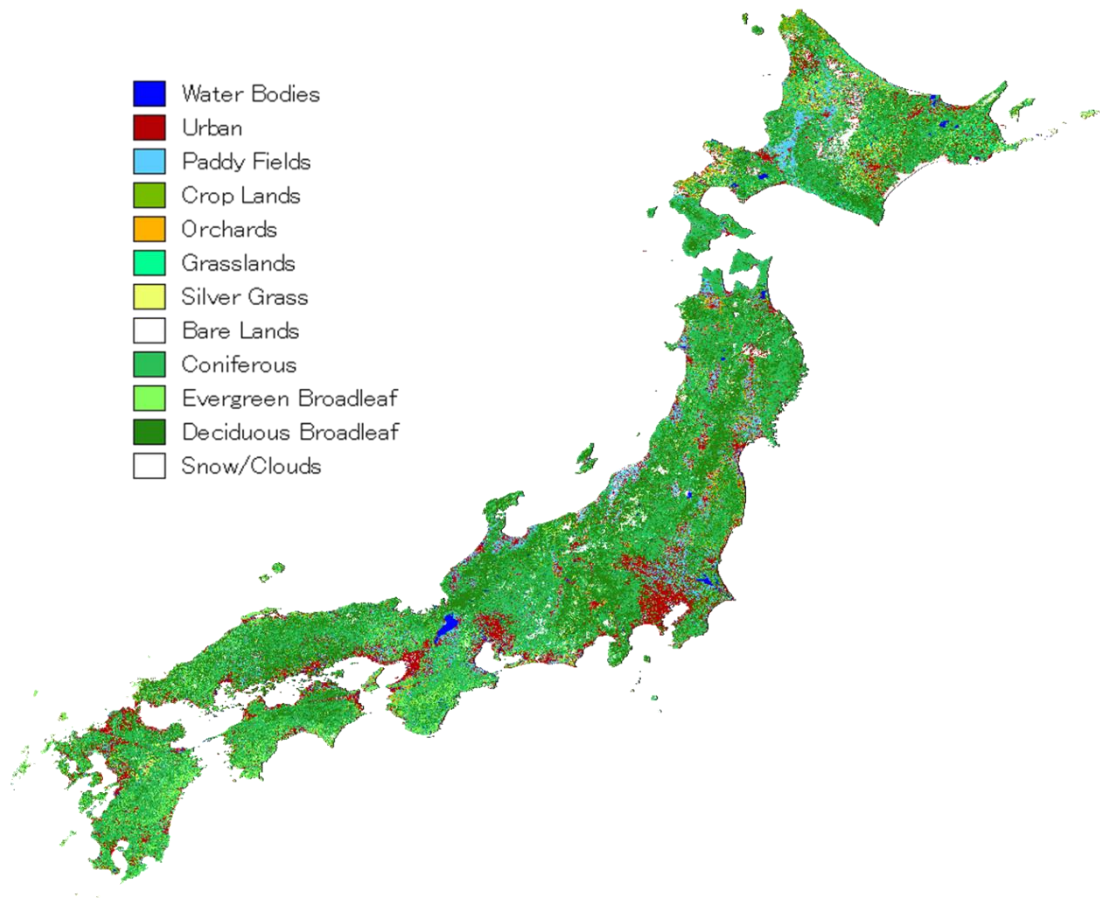 Water Bodies
Urban
Paddy Fields
Crop Lands
Orchards
Grasslands
Silver Grass
Bare Lands
Coniferous
Evergreen Broadleaf
Deciduous Broadleaf
Snow/Clouds